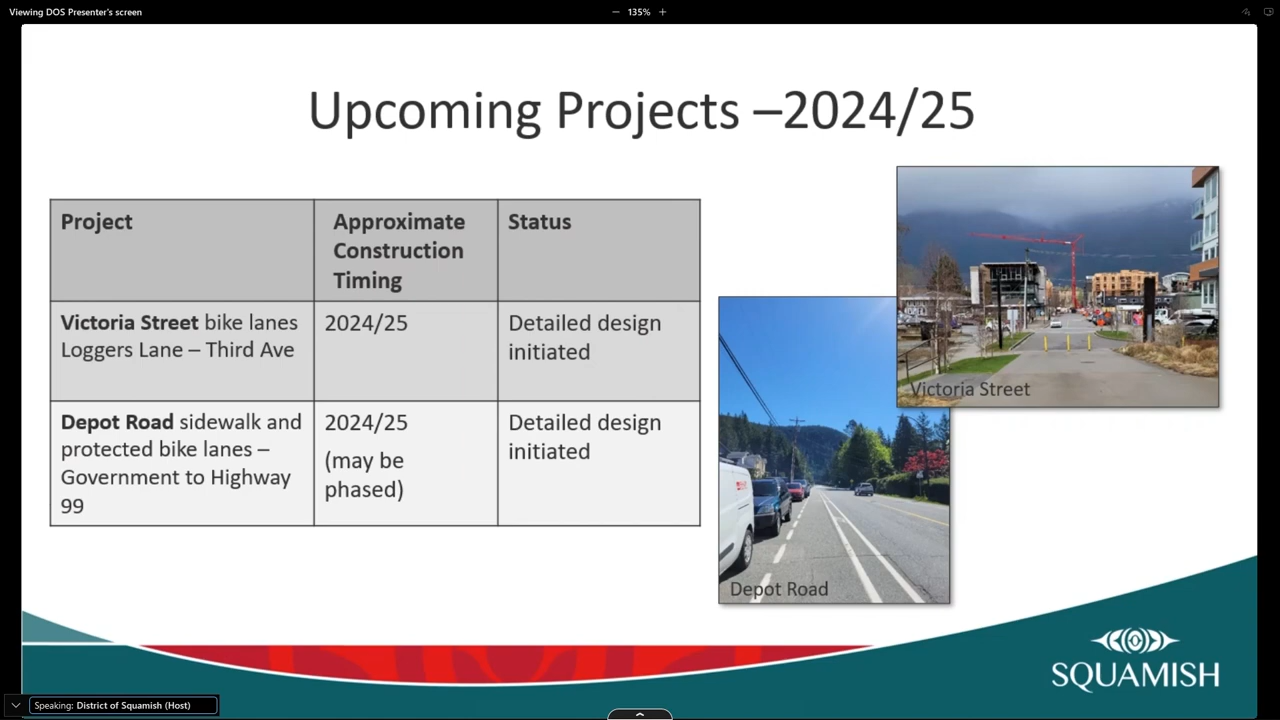 Viewing DOS Presenter's screen
135%
Upcoming Projects –2024/25
Project
Approximate
Construction
Timing
Status
Victoria Street bike lanes
Loggers Lane – Third Ave
2024/25
Detailed design
initiated
Depot Road sidewalk and
protected bike lanes –
Government to Highway
99
2024/25
(may be
phased)
Detailed design
initiated
Victoria Street
Depot Road
SQUAMISH
Speaking: District of Squamish (Host)